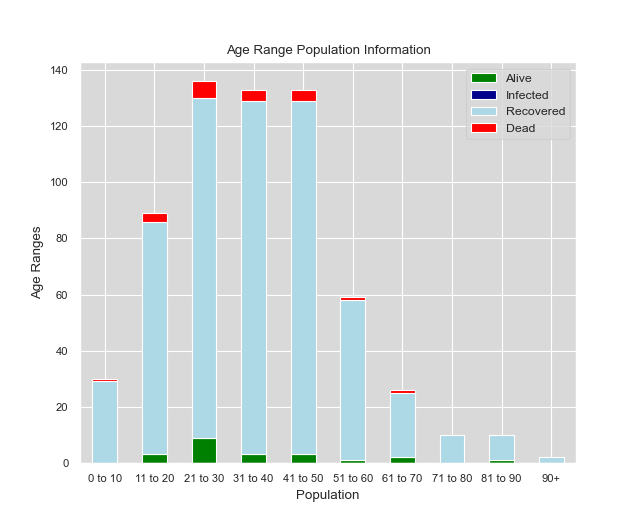 Age Range Population Information
Alive
Infected
Recovered
Dead
140
120
100
80
60
40
20
0
Age Ranges
0 to 10 11 to 20 21 to 30 31 to 40 41 to 50 51 to 60 61 to 70 71 to 80 81 to 90 90+
Population